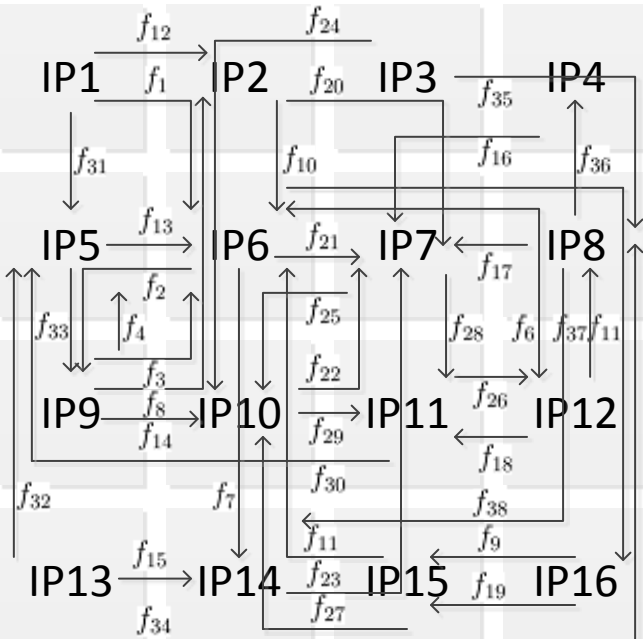 f12 f24
IP1 f1 IP2 f20 IP3 f35 IP4
f31 f10 f16 f36
IP5 f13 IP6 f21 IP7 f17 IP8
f2 f25
f33 f4 f28 f6 f37 f11
f3 f22 f26
IP9 f8 IP10 IP11 IP12
f14 f29 f18
f30
f32 f7 f38
f15 f11 f9
IP13 IP14 f23 IP15 f19 IP16
f34 f27